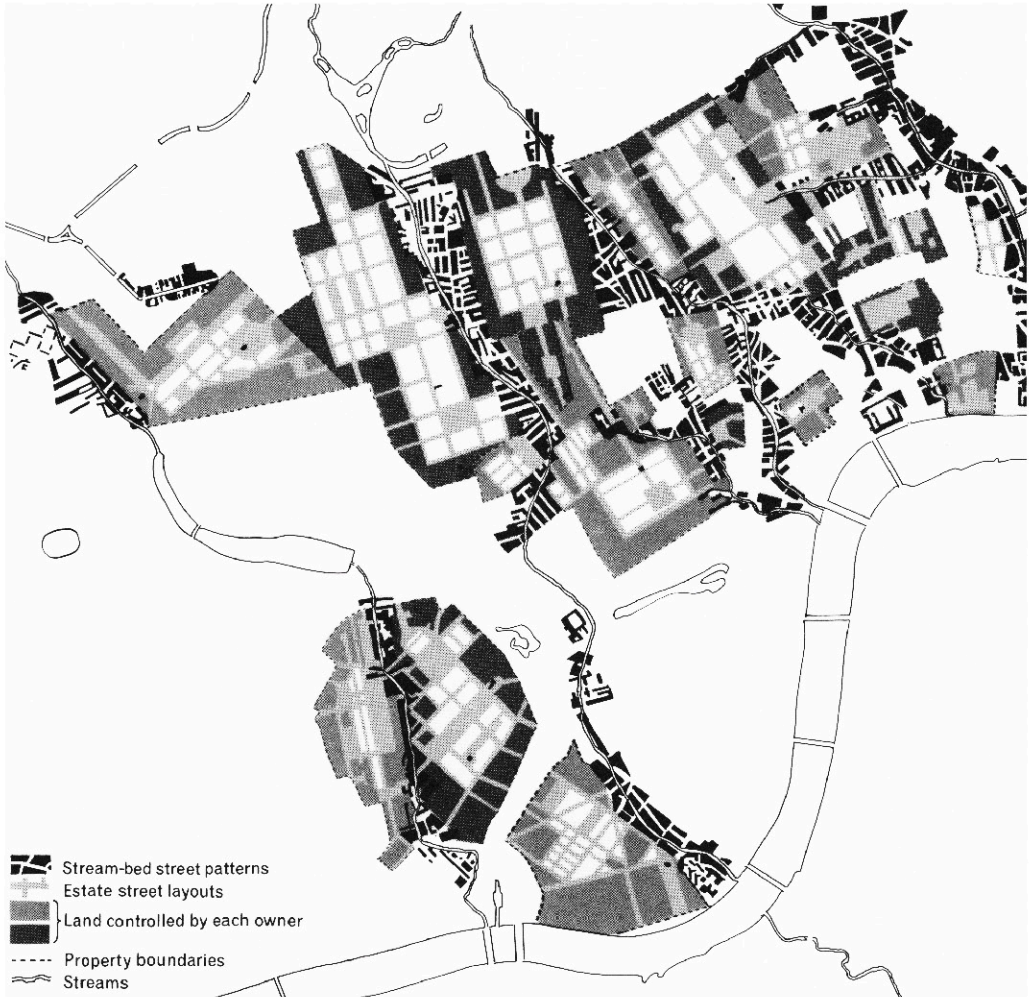 Stream-bed street patterns
Estate street layouts
Land controlled by each owner
Property boundaries
Streams